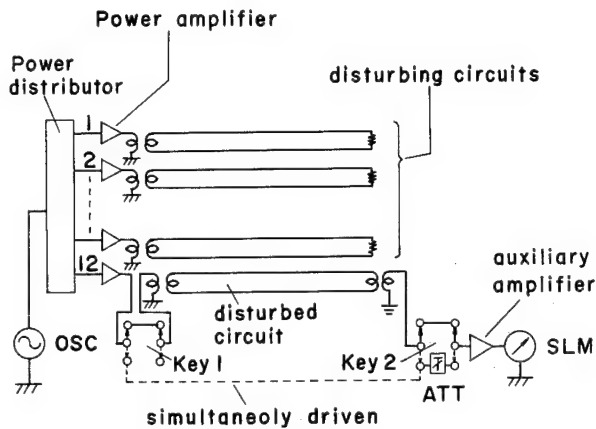 Power amplifier
Power
distributor
disturbing circuits
1
2
12
auxiliary
amplifier
disturbed
circuit
OSC
Key 1
Key 2
SLM
ATT
simultaneoly driven